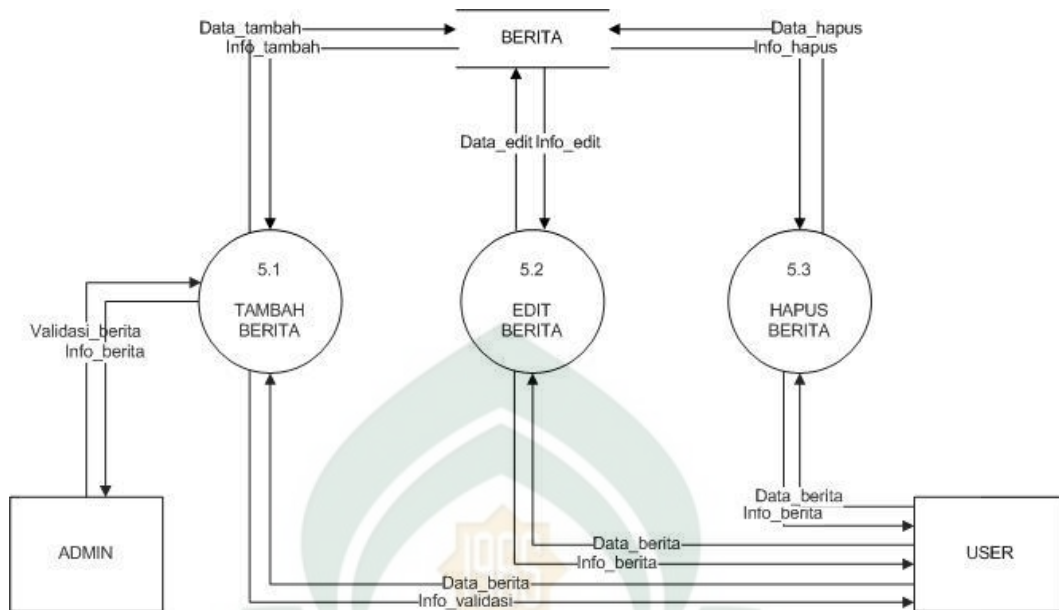 Data_tambah
Info_tambah
BERITA
Data_hapus
Info_hapus
Data_edit
Info_edit
5.1
TAMBAH
BERITA
5.2
EDIT
BERITA
5.3
HAPUS
BERITA
Validasi_berita
Info_berita
ADMIN
Data_berita
Info_berita
Data_berita
Info_berita
Data_berita
Info_validasi
USER